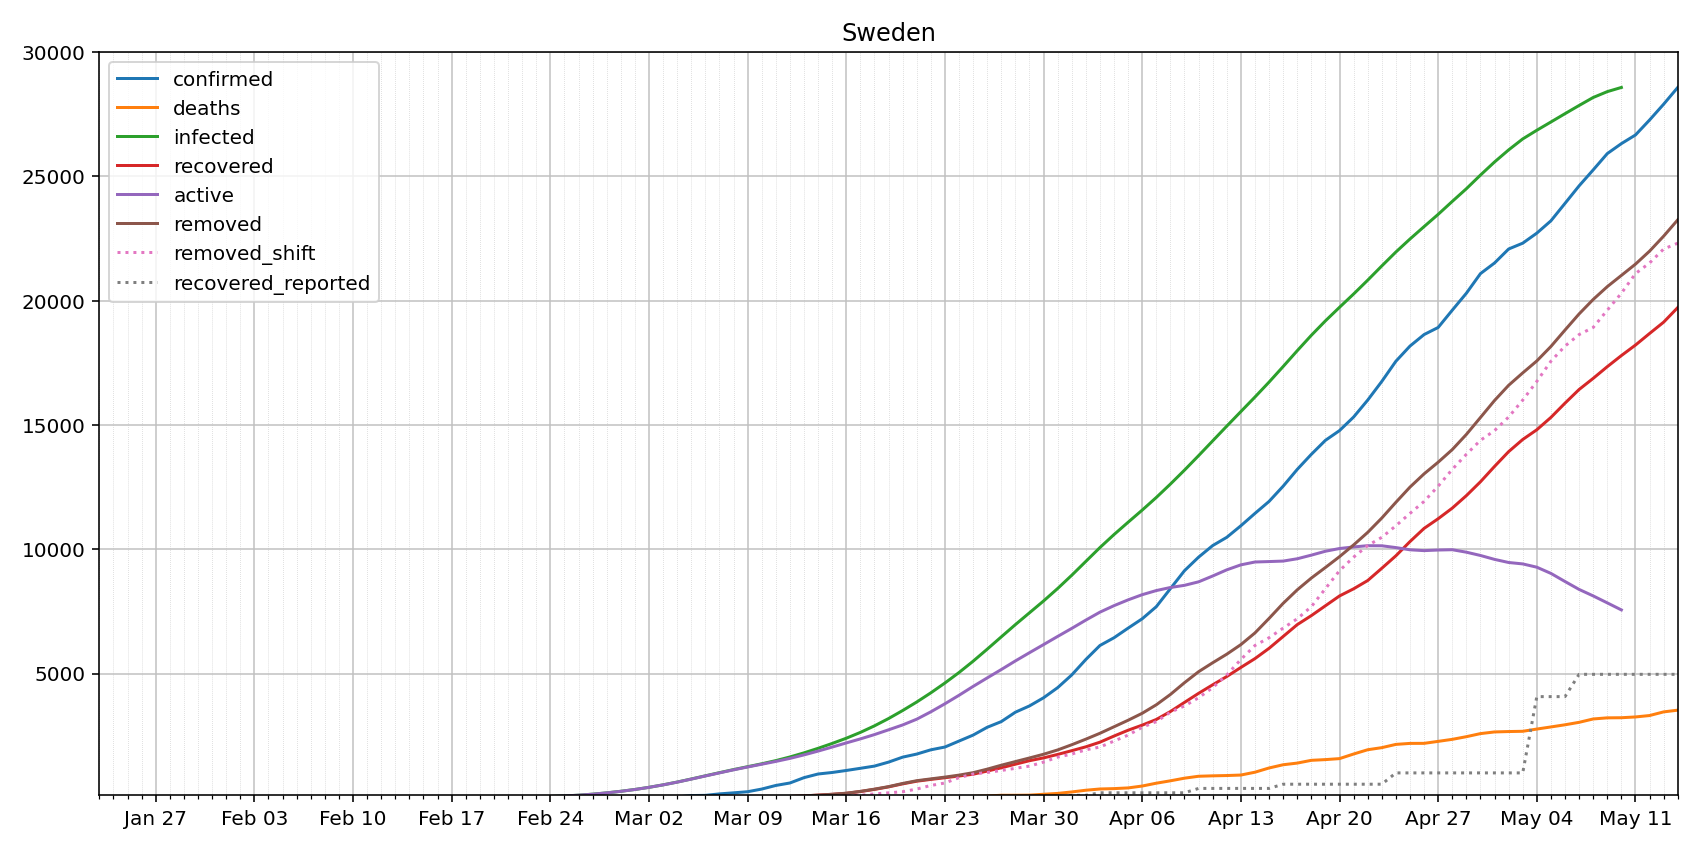 Sweden
30000
25000
20000
15000
10000
5000
confirmed
deaths
infected
recovered
active
removed
removed_shift
recovered_reported
Jan 27 Feb 03 Feb 10 Feb 17 Feb 24 Mar 02 Mar 09 Mar 16 Mar 23 Mar 30 Apr 06 Apr 13 Apr 20 Apr 27 May 04 May 11